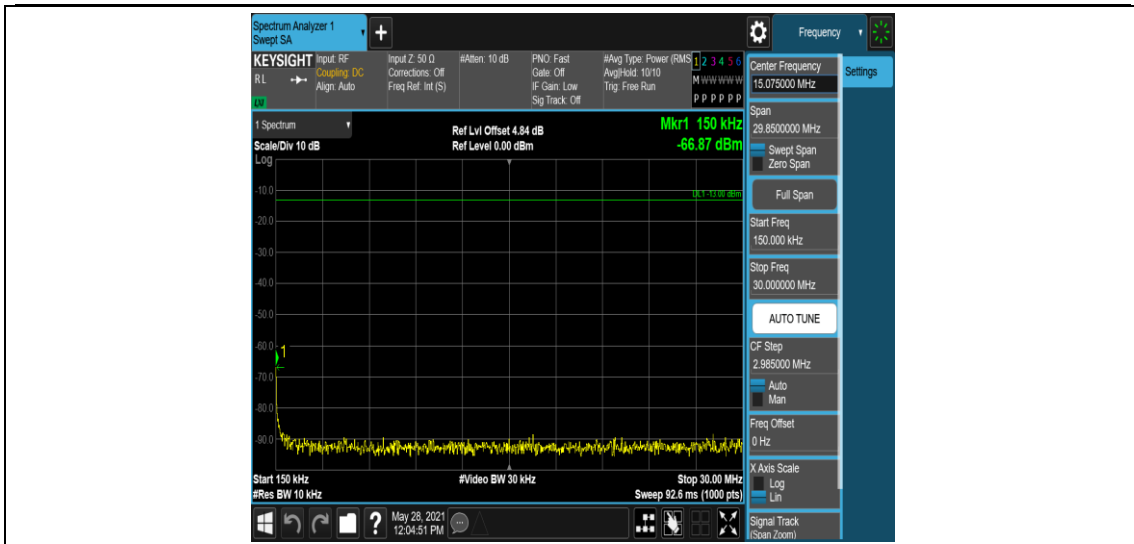 Spectrum Analyzer 1
Swept SA
+
Frequency
KEYSIGHT
RL
Input: RF
Coupling: DC
Align: Auto
Input Z: 50 Ω
Corrections: Off
Freq Ref: Int (S)
#Atten: 10 dB
PNO: Fast
Gate: Off
IF Gain: Low
Sig Track: Off
#Avg Type: Power (RMS
Avg|Hold: 10/10
Trig: Free Run
1 2 3 4 5 6
M W W W W W
P P P P P P
Center Frequency
15.075000 MHz
Settings
1 Spectrum
Scale/Div 10 dB
Log
Ref Lvl Offset 4.84 dB
Ref Level 0.00 dBm
Mkr1 150 kHz
-66.87 dBm
DL1 -13.00 dBm
-10.0
-20.0
-30.0
-40.0
-50.0
-60.0
1
-70.0
-80.0
-90.0
Start 150 kHz
#Res BW 10 kHz
#Video BW 30 kHz
Stop 30.00 MHz
Sweep 92.6 ms (1000 pts)
Span
29.8500000 MHz
Swept Span
Zero Span
Full Span
Start Freq
150.000 kHz
Stop Freq
30.000000 MHz
AUTO TUNE
CF Step
2.985000 MHz
Auto
Man
Freq Offset
0 Hz
X Axis Scale
Log
Lin
Signal Track
(Span Zoom)
?
May 28, 2021
12:04:51 PM